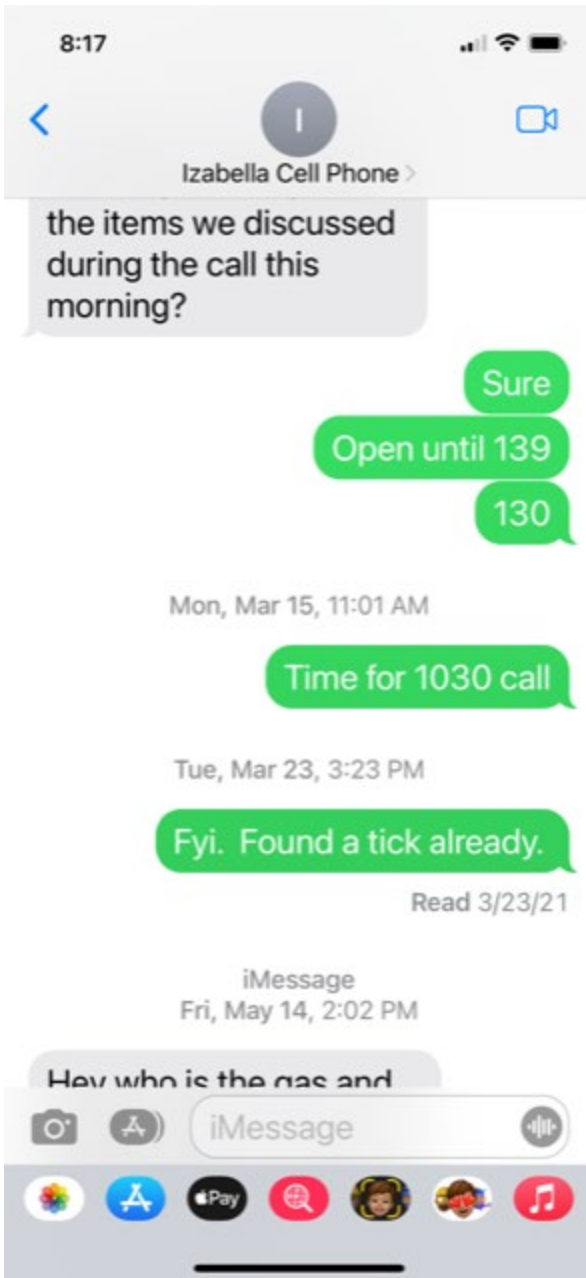 8:17
I
Izabella Cell Phone
the items we discussed
during the call this
morning?
Sure
Open until 139
130
Mon, Mar 15, 11:01 AM
Time for 1030 call
Tue, Mar 23, 3:23 PM
Fyi.  Found a tick already.
Read 3/23/21
iMessage
Fri, May 14, 2:02 PM
Hey who is the gas and
iMessage
Pay